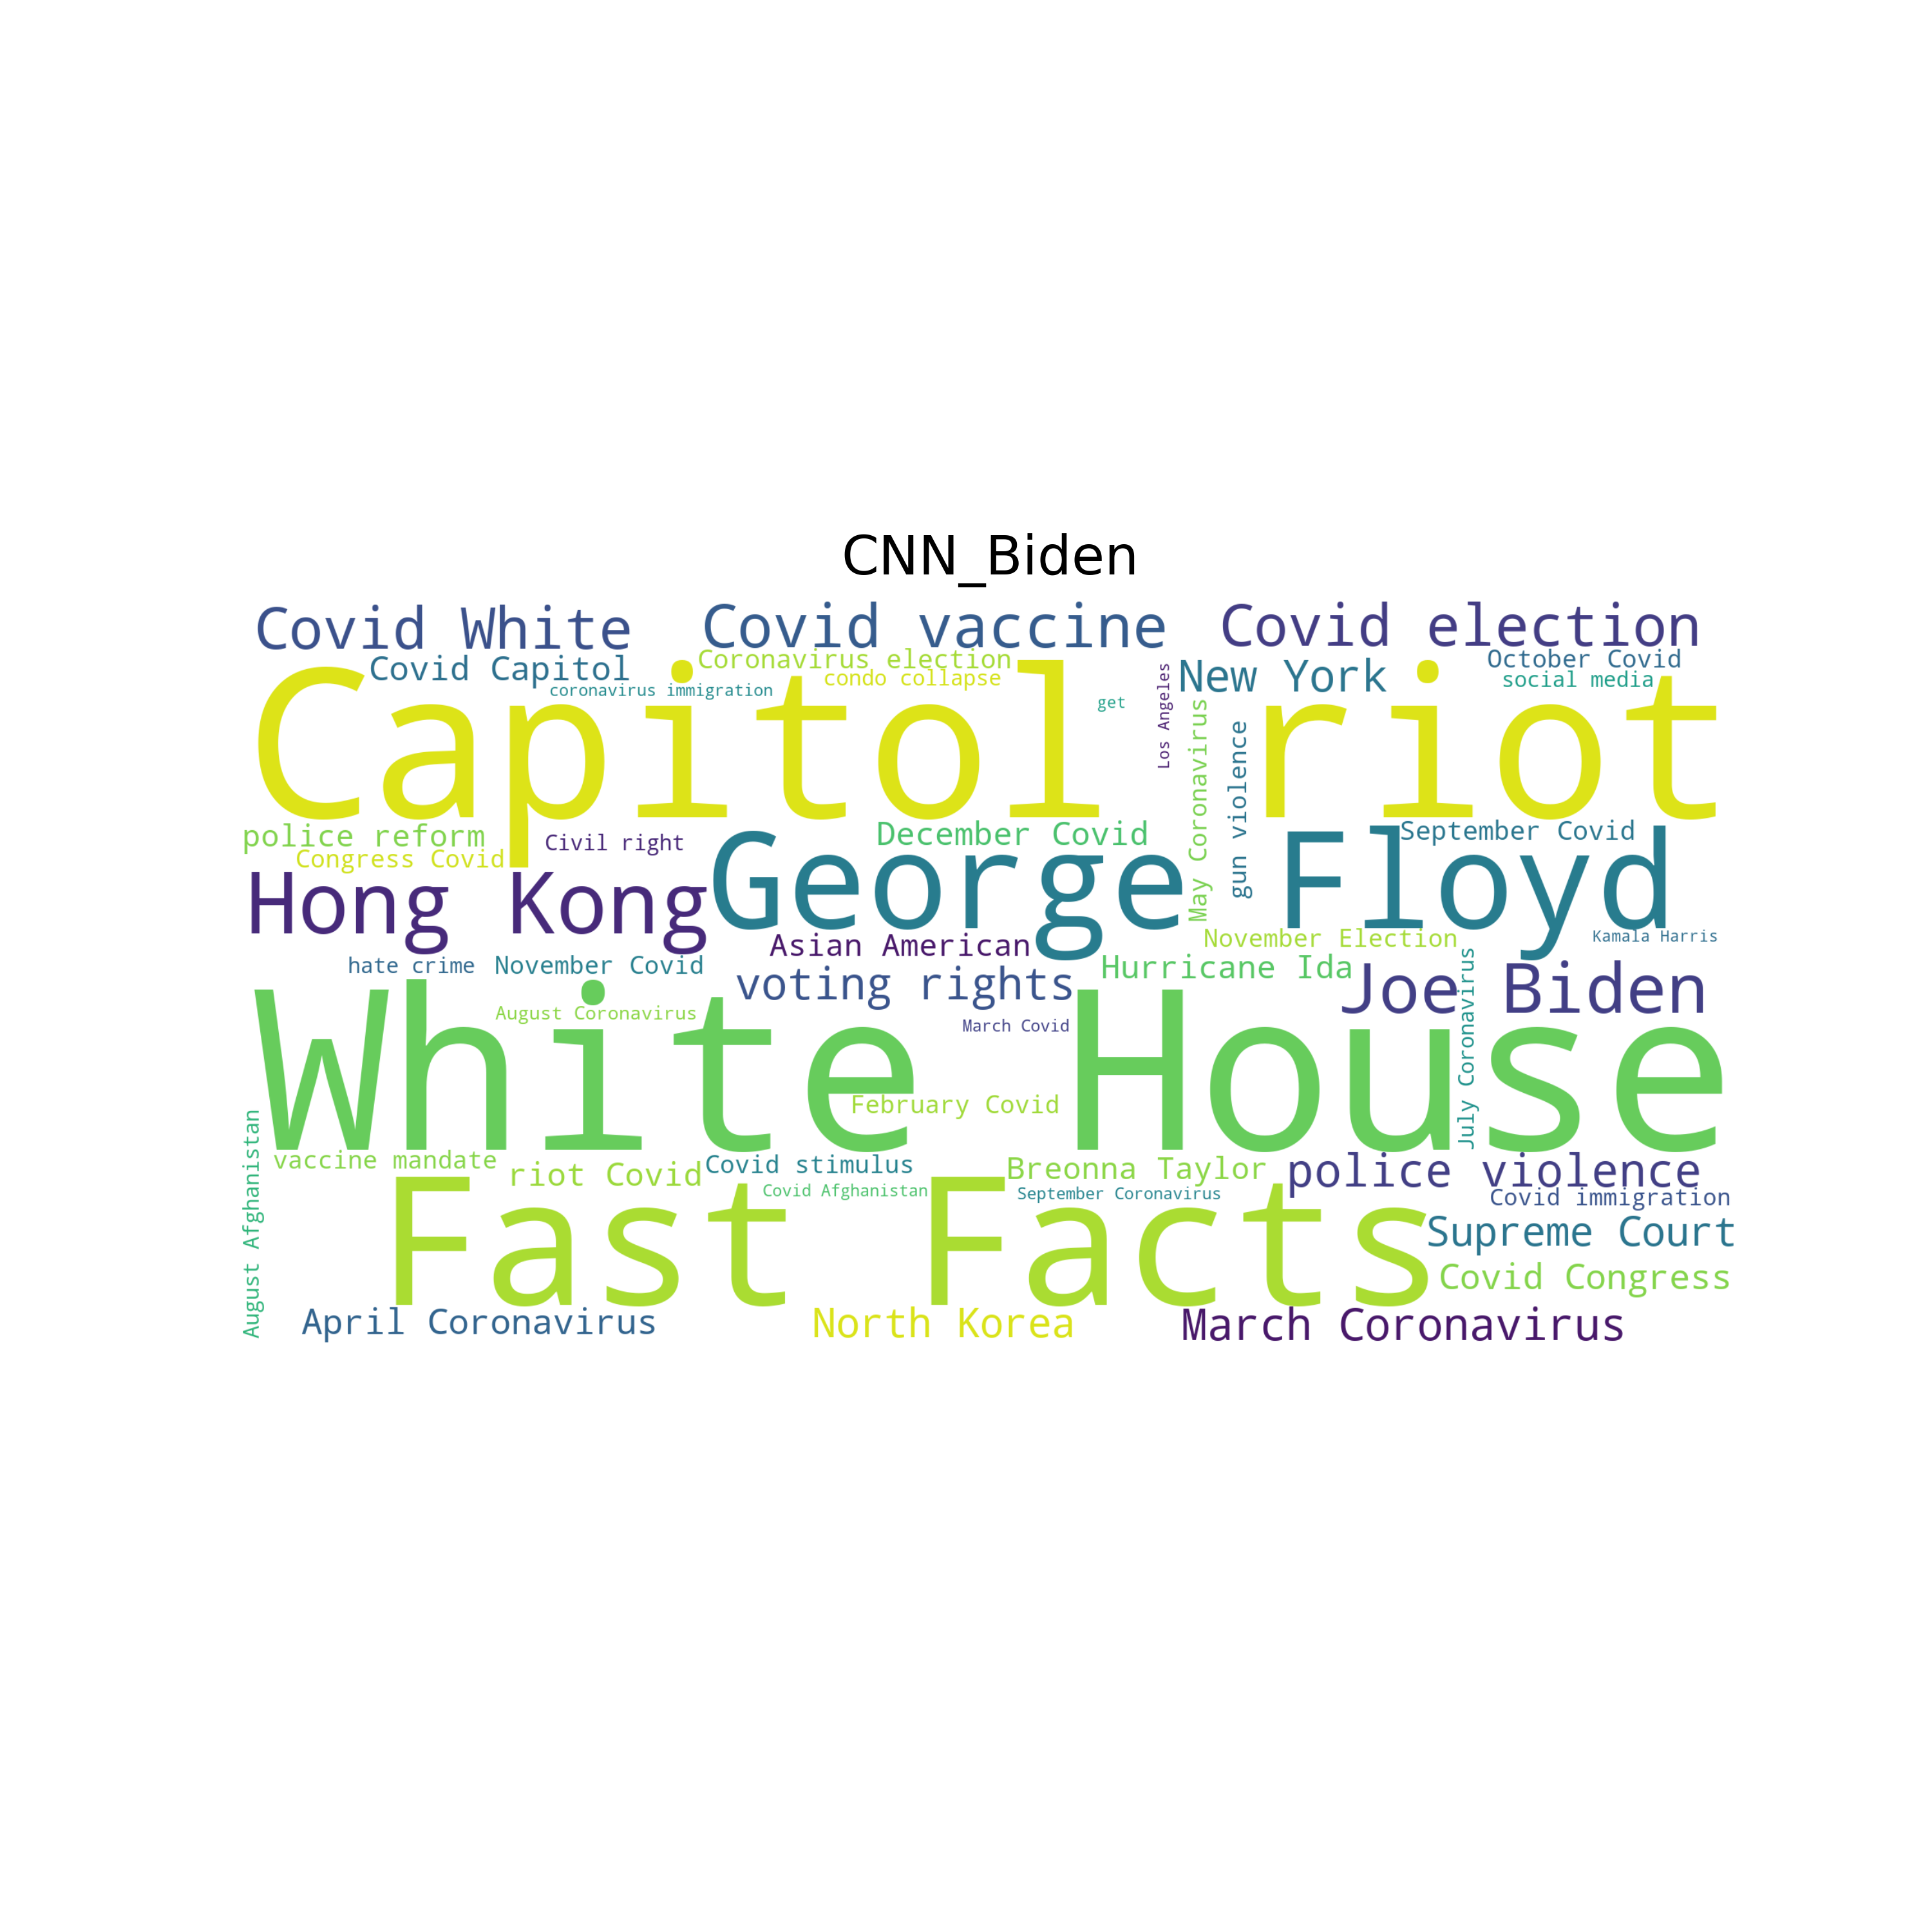 CNN_Biden
Covid White
Covid vaccine
Covid election
Covid Capitol
Coronavirus election
condo collapse
coronavirus immigration
New York
October Covid
social media
get
Los Angeles
Capitol riot
May Coronavirus
gun violence
police reform
Congress Covid
Civil right
December Covid
September Covid
George Floyd
Hong Kong
Asian American
November Election
Kamala Harris
hate crime
November Covid
voting rights
Hurricane Ida
Joe Biden
July Coronavirus
August Coronavirus
March Covid
White House
February Covid
August Afghanistan
vaccine mandate
riot Covid
Covid stimulus
Breonna Taylor
police violence
Covid Afghanistan
September Coronavirus
Covid immigration
Fast Facts
Supreme Court
Covid Congress
April Coronavirus
North Korea
March Coronavirus